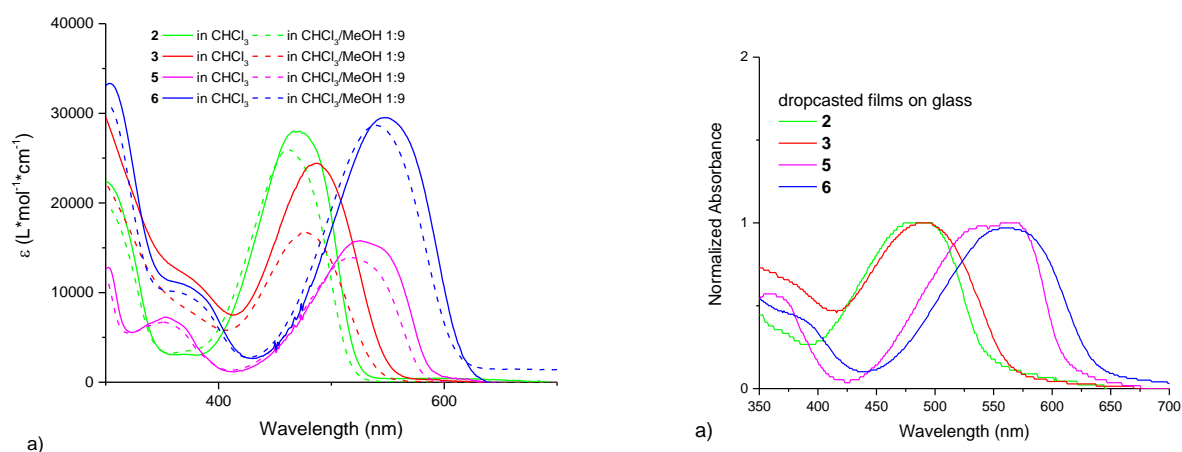 40000
30000
20000
10000
0
ε (L*mol⁻¹*cm⁻¹)
2 in CHCl₃ in CHCl₃/MeOH 1:9
3 in CHCl₃ in CHCl₃/MeOH 1:9
5 in CHCl₃ in CHCl₃/MeOH 1:9
6 in CHCl₃ in CHCl₃/MeOH 1:9
400 600
Wavelength (nm)
a)
2
1
0
Normalized Absorbance
dropcasted films on glass
2
3
5
6
350 400 450 500 550 600 650 700
Wavelength (nm)
a)